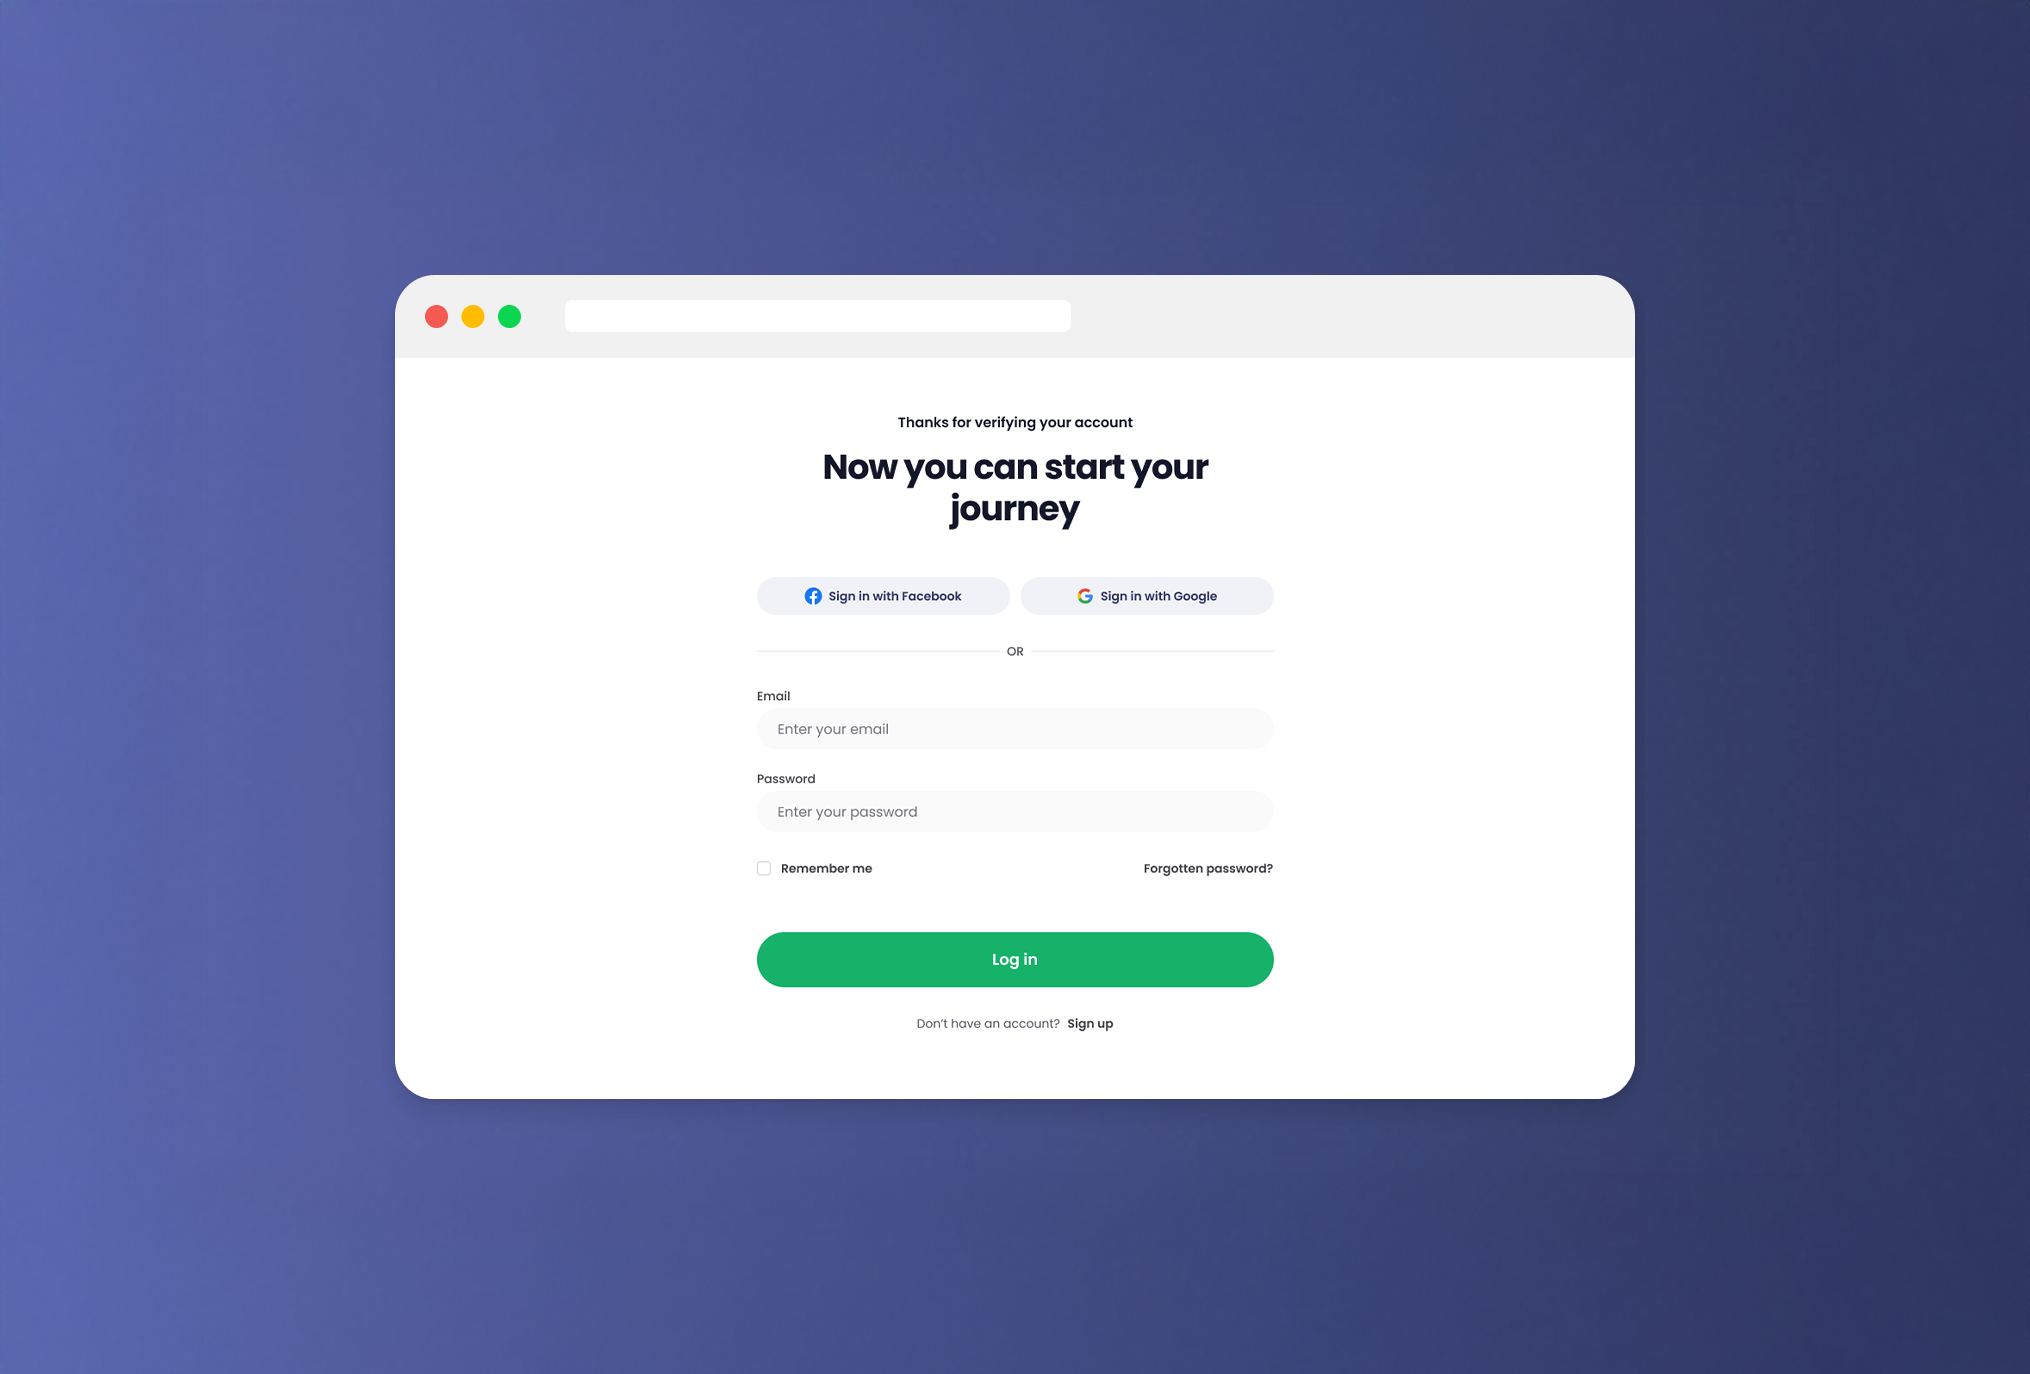 Thanks for verifying your account
Now you can start your
journey
Sign in with Facebook
Sign in with Google
OR
Email
Enter your email
Password
Enter your password
Remember me
Forgotten password?
Log in
Don’t have an account? Sign up